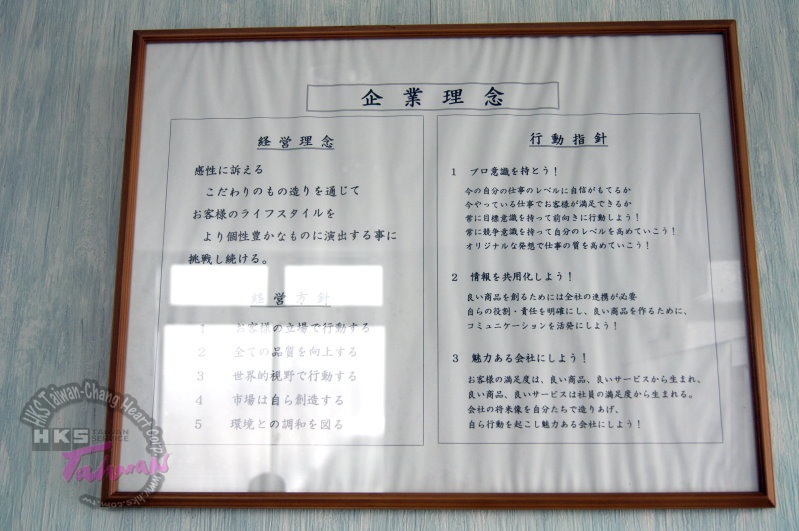 企業理念
経営理念
感性に訴える
こだわりのもの造りを通じて
お客様のライフスタイルを
より個性豊かなものに演出する事に
挑戦し続ける。
経営方針
1 お客様の立場で行動する
2 全ての品質を向上する
3 世界的視野で行動する
4 市場は自ら創造する
5 環境との調和を図る
行動指針
1 プロ意識を持とう！
今の自分の仕事のレベルに自信がもてるか
今やっている仕事でお客様が満足できるか
常に目標意識を持って前向きに行動しよう！
常に競争意識を持って自分のレベルを高めていこう！
オリジナルな発想で仕事の質を高めていこう！
2 情報を共用化しよう！
良い商品を創るためには全社の連携が必要
自らの役割・責任を明確にし、良い商品を作るために、
コミュニケーションを活発にしよう！
3 魅力ある会社にしよう！
お客様の満足度は、良い商品、良いサービスから生まれ、
良い商品、良いサービスは社員の満足度から生まれる。
会社の将来像を自分たちで造りあげ、
自ら行動を起こし魅力ある会社にしよう！
HKS Taiwan-Chang Heart Corp.
HKS TAIWAN SERVICE
Taiwan